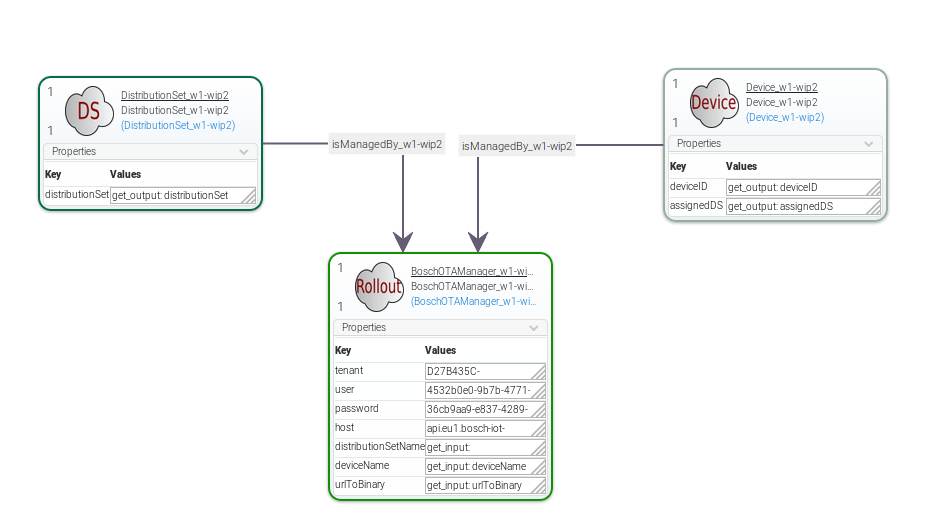 1
DS
DistributionSet_w1-wip2
DistributionSet_w1-wip2
1
(DistributionSet_w1-wip2)
Properties
Key Values
distributionSet get_output: distributionSet
isManagedBy_w1-wip2
isManagedBy_w1-wip2
1
Device
Device_w1-wip2
Device_w1-wip2
1
(Device_w1-wip2)
Properties
Key Values
deviceID get_output: deviceID
assignedDS get_output: assignedDS
1
Rollout
BoschOTAManager_w1-wi...
BoschOTAManager_w1-wi...
1
(BoschOTAManager_w1-wi...
Properties
Key Values
tenant D27B435C-
user 4532b0e0-9b7b-4771-
password 36cb9aa9-e837-4289-
host api.eu1.bosch-iot-
distributionSetName get_input:
deviceName get_input: deviceName
urlToBinary get_input: urlToBinary